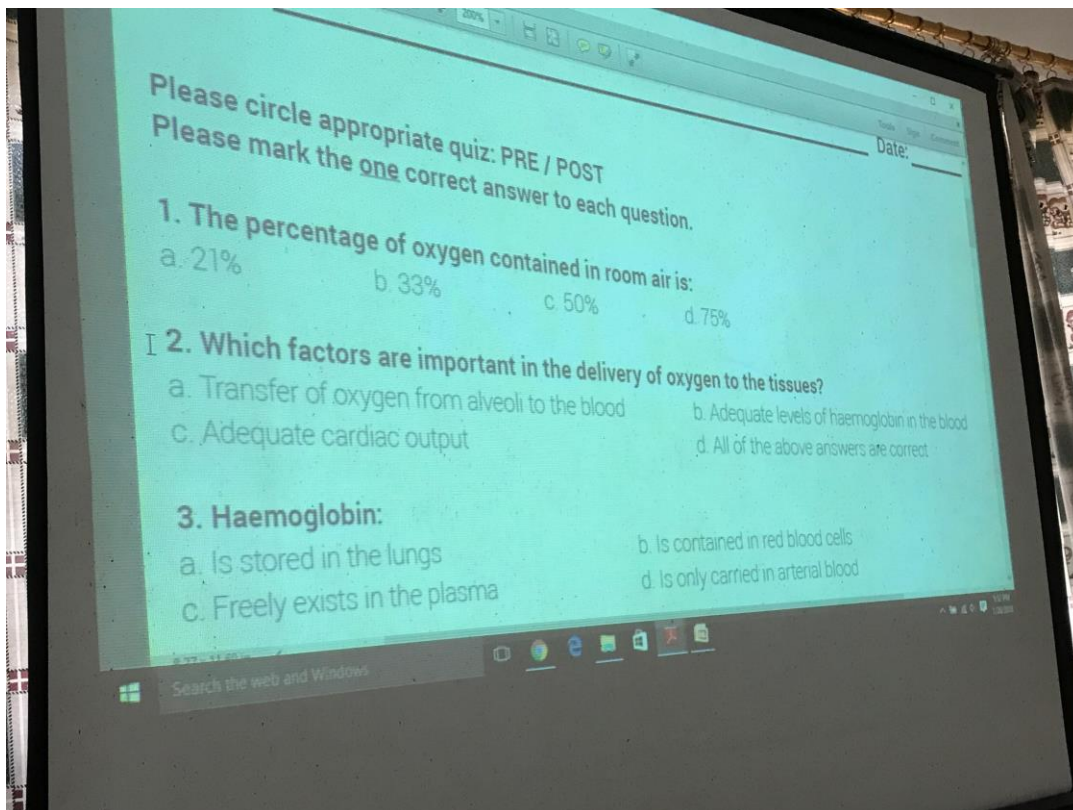 200%
Tools Sign Comment
Date:
Please circle appropriate quiz: PRE / POST
Please mark the one correct answer to each question.
1. The percentage of oxygen contained in room air is:
a. 21% b. 33% c. 50% d. 75%
2. Which factors are important in the delivery of oxygen to the tissues?
a. Transfer of oxygen from alveoli to the blood b. Adequate levels of haemoglobin in the blood
c. Adequate cardiac output d. All of the above answers are correct
3. Haemoglobin:
a. Is stored in the lungs b. Is contained in red blood cells
c. Freely exists in the plasma d. Is only carried in arterial blood
Search the web and Windows